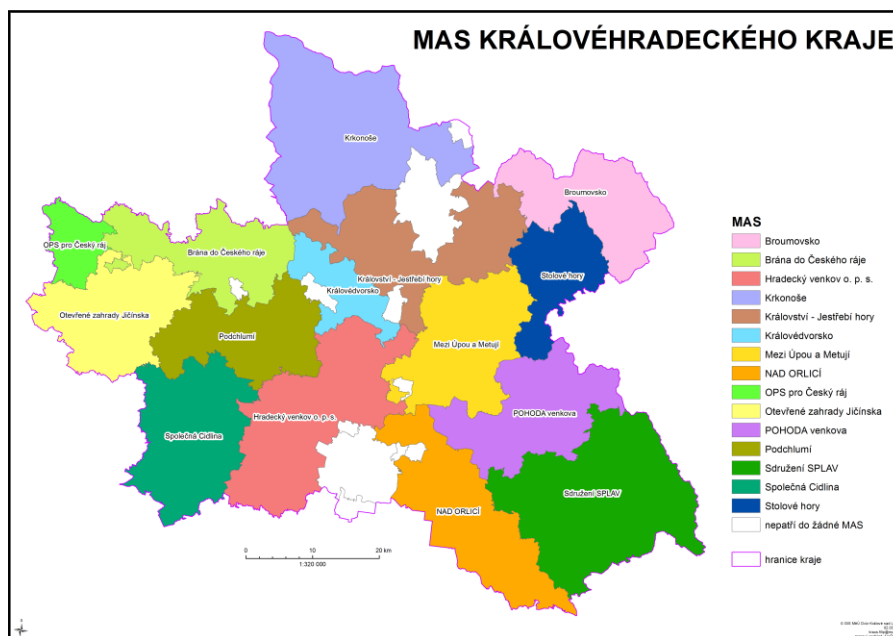 MAS KRÁLOVÉHRADECKÉHO KRAJE
Krkonoše
Broumovsko
OPS pro Český ráj
Brána do Českého ráje
Stolové hory
Království - Jestřebí hory
Královédvorsko
Otevřené zahrady Jičínska
Podchlumí
Mezi Úpou a Metují
Hradecký venkov o. p. s.
POHODA venkova
Společná Cidlina
Sdružení SPLAV
NAD ORLICÍ
0 10 20 km
1:320 000
MAS
Broumovsko
Brána do Českého ráje
Hradecký venkov o. p. s.
Krkonoše
Království - Jestřebí hory
Královédvorsko
Mezi Úpou a Metují
NAD ORLICÍ
OPS pro Český ráj
Otevřené zahrady Jičínska
POHODA venkova
Podchlumí
Sdružení SPLAV
Společná Cidlina
Stolové hory
nepatří do žádné MAS
hranice kraje